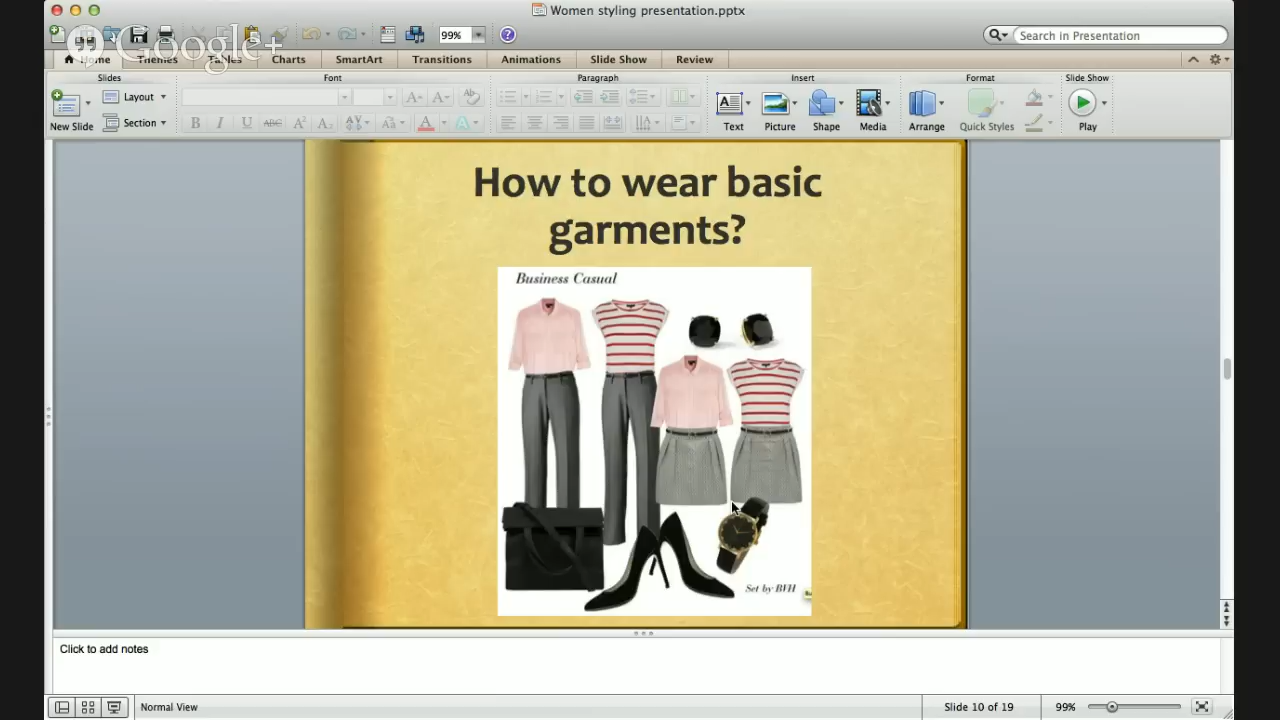 Women styling presentation.pptx
Google+
99%
Search in Presentation
Home
Themes
Tables
Charts
SmartArt
Transitions
Animations
Slide Show
Review
Slides
Font
Paragraph
Insert
Format
Slide Show
New Slide
Layout
Section
Text
Picture
Shape
Media
Arrange
Quick Styles
Play
How to wear basic
garments?
Business Casual
Set by BVH
Click to add notes
Normal View
Slide 10 of 19
99%